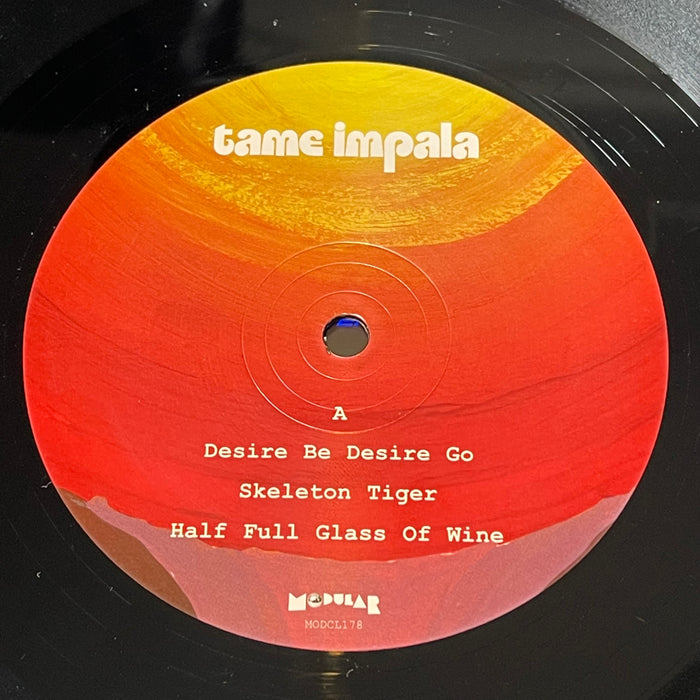 tame impala
A
Desire Be Desire Go
Skeleton Tiger
Half Full Glass Of Wine
MODULAR
MODCL178